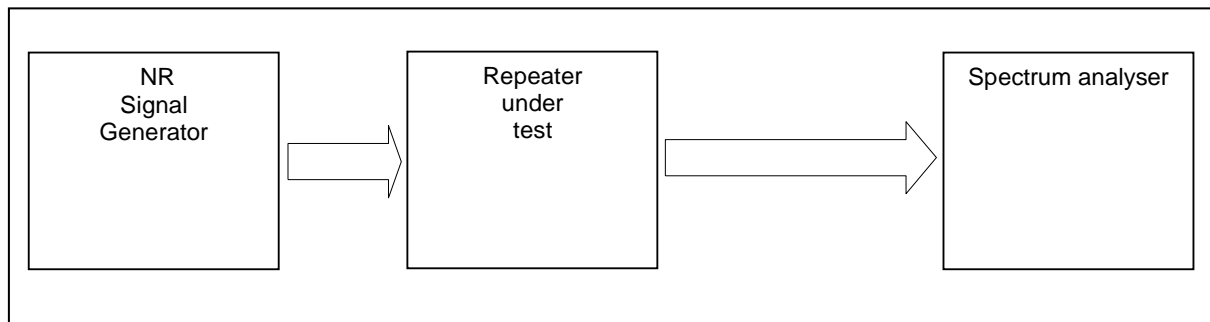 NR
Signal
Generator
Repeater
under
test
Spectrum analyser